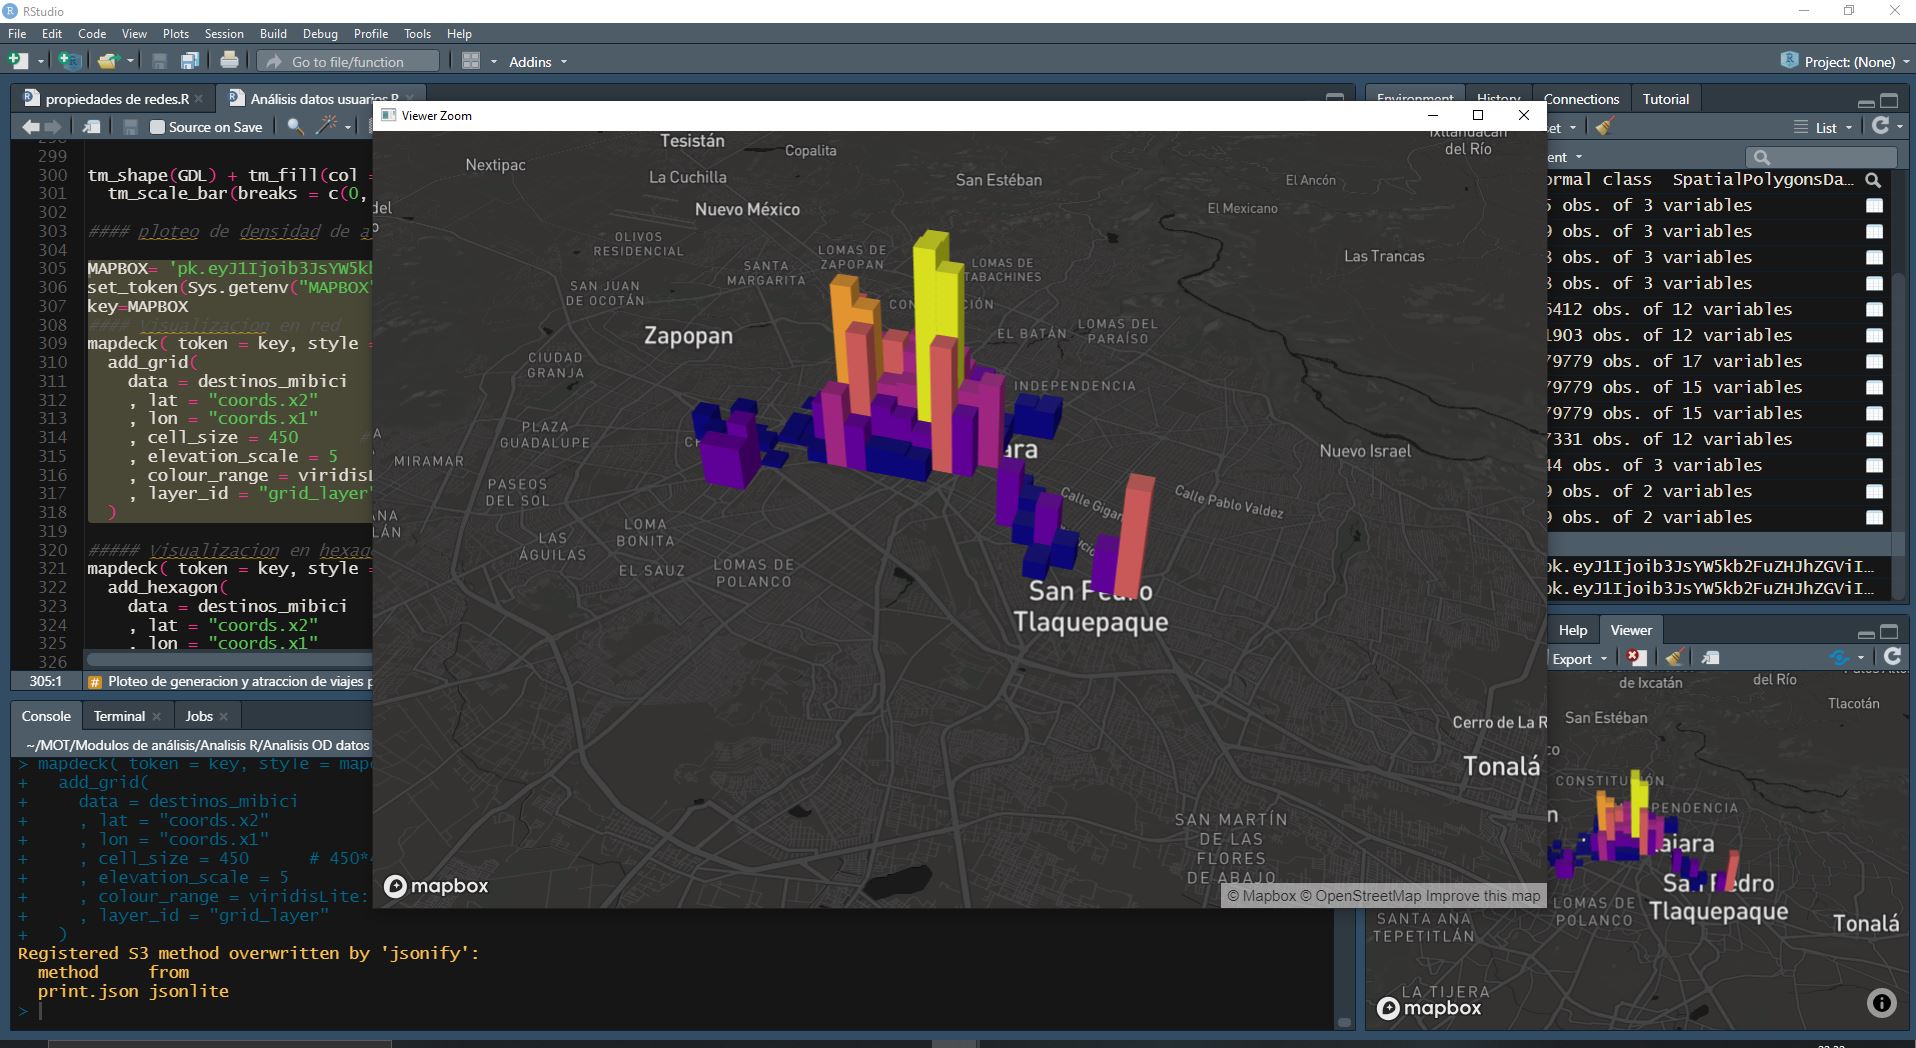 RStudio
File Edit Code View Plots Session Build Debug Profile Tools Help
Go to file/function
Addins
Project: (None)
propiedades de redes.R
Análisis datos usuarios.R
Source on Save
299
300 tm_shape(GDL) + tm_fill(col =
301 tm_scale_bar(breaks = c(0,
302
303 #### ploteo de densidad de a
304
305 MAPBOX= 'pk.eyJ1Ijoib3JsYW5kb
306 set_token(Sys.getenv("MAPBOX"
307 key=MAPBOX
308 #### Visualizacion en red
309 mapdeck( token = key, style =
310 add_grid(
311 data = destinos_mibici
312 , lat = "coords.x2"
313 , lon = "coords.x1"
314 , cell_size = 450 #
315 , elevation_scale = 5
316 , colour_range = viridisL
317 , layer_id = "grid_layer"
318 )
319
320 ##### Visualizacion en hexag
321 mapdeck( token = key, style =
322 add_hexagon(
323 data = destinos_mibici
324 , lat = "coords.x2"
325 , lon = "coords.x1"
326
305:1
# Ploteo de generacion y atraccion de viajes p
Console Terminal Jobs
~/MOT/Modulos de análisis/Analisis R/Analisis OD datos
> mapdeck( token = key, style = mapd
+ add_grid(
+ data = destinos_mibici
+ , lat = "coords.x2"
+ , lon = "coords.x1"
+ , cell_size = 450 # 450*
+ , elevation_scale = 5
+ , colour_range = viridisLite:
+ , layer_id = "grid_layer"
+ )
Registered S3 method overwritten by 'jsonify':
method from
print.json jsonlite
>
Viewer Zoom
Tesistán
Copalita
Nextipac
La Cuchilla
San Estéban
Nuevo México
del Río
El Ancón
El Mexicano
Las Trancas
OLIVOS
RESIDENCIAL
LOMAS DE
ZAPOPAN
SANTA
MARGARITA
LOMAS DE
TABACHINES
SAN JUAN
DE OCOTÁN
Zapopan
EL BATÁN
LOMAS DEL
PARAÍSO
CIUDAD
GRANJA
INDEPENDENCIA
PLAZA
GUADALUPE
MIRAMAR
ara
Nuevo Israel
PASEOS
DEL SOL
Calle Gigan
Calle Pablo Valdez
LOMA
BONITA
LAS
ÁGUILAS
EL SAUZ
LOMAS DE
POLANCO
San Pedro
Tlaquepaque
Cerro de La R
Tonalá
SAN MARTÍN
DE LAS
FLORES
DE ABAJO
mapbox
© Mapbox © OpenStreetMap Improve this map
Environment History Connections Tutorial
List
ormal class SpatialPolygonsDa…
5 obs. of 3 variables
9 obs. of 3 variables
3 obs. of 3 variables
3 obs. of 3 variables
6412 obs. of 12 variables
1903 obs. of 12 variables
79779 obs. of 17 variables
79779 obs. of 15 variables
79779 obs. of 15 variables
7331 obs. of 12 variables
44 obs. of 3 variables
9 obs. of 2 variables
9 obs. of 2 variables
pk.eyJ1Ijoib3JsYW5kb2FuZHJhZGViI…
pk.eyJ1Ijoib3JsYW5kb2FuZHJhZGViI…
Help Viewer
Export
de Ixcatán
del Río
Tlacotán
San Estéban
CONSTITUCIÓN
PENDENCIA
lajara
San Pedro
Tlaquepaque
LOMAS DE
POLANCO
Tonalá
SANTA ANA
TEPETITLÁN
LA TIJERA
mapbox